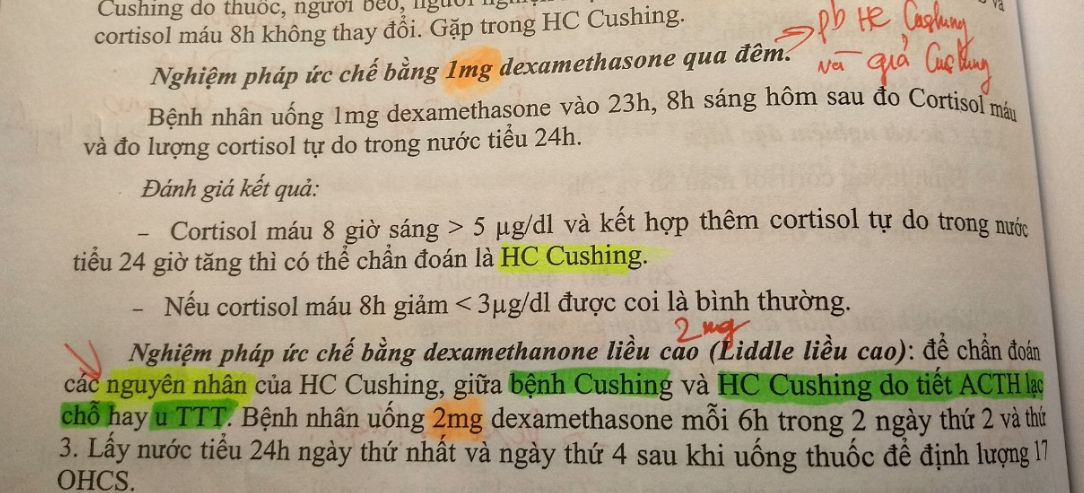 Cushing do thuốc, người béo, người
cortisol máu 8h không thay đổi. Gặp trong HC Cushing.
Nghiệm pháp ức chế bằng 1mg dexamethasone qua đêm.
→ pb HC Cushing
và giả Cushing
Bệnh nhân uống 1mg dexamethasone vào 23h, 8h sáng hôm sau đo Cortisol máu
và đo lượng cortisol tự do trong nước tiểu 24h.
Đánh giá kết quả:
- Cortisol máu 8 giờ sáng > 5 µg/dl và kết hợp thêm cortisol tự do trong nước
tiểu 24 giờ tăng thì có thể chẩn đoán là HC Cushing.
- Nếu cortisol máu 8h giảm < 3µg/dl được coi là bình thường.
2 mg
Nghiệm pháp ức chế bằng dexamethanone liều cao (Liddle liều cao): để chẩn đoán
các nguyên nhân của HC Cushing, giữa bệnh Cushing và HC Cushing do tiết ACTH lạc
chỗ hay u TTT. Bệnh nhân uống 2mg dexamethasone mỗi 6h trong 2 ngày thứ 2 và thứ
3. Lấy nước tiểu 24h ngày thứ nhất và ngày thứ 4 sau khi uống thuốc để định lượng 17
OHCS.